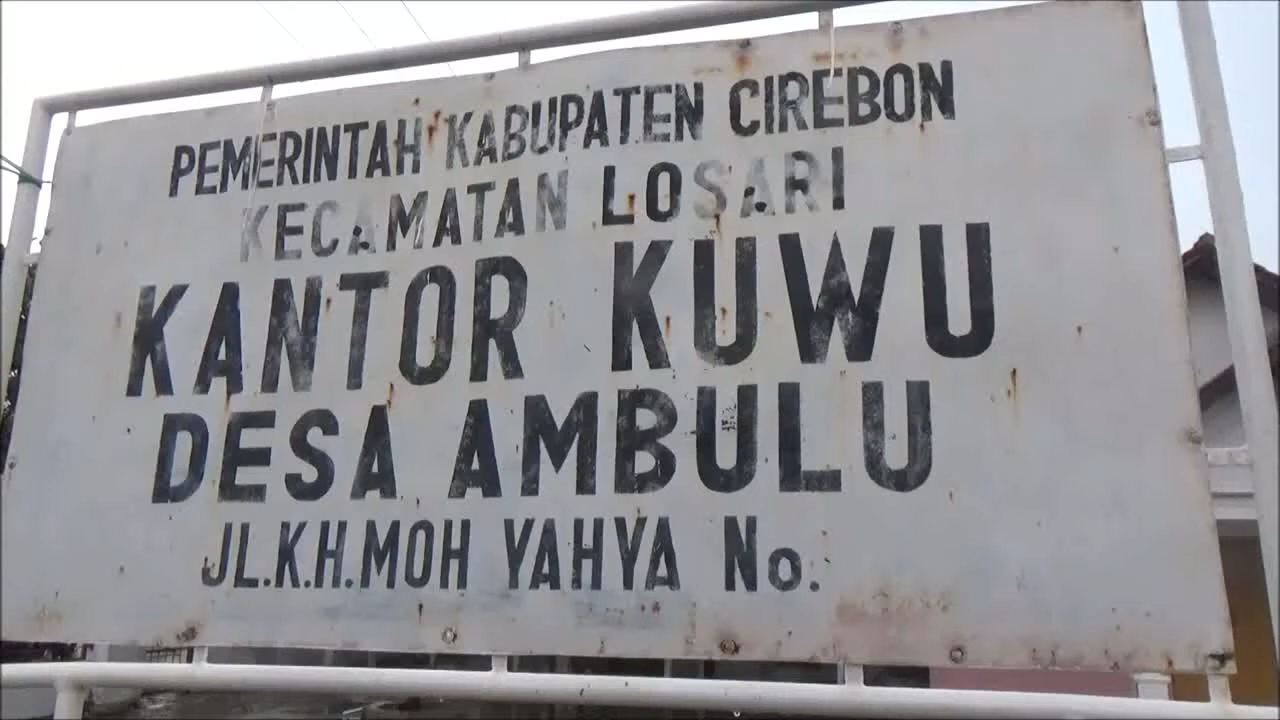 PEMERINTAH KABUPATEN CIREBON
KECAMATAN LOSARI
KANTOR KUWU
DESA AMBULU
JL.K.H.MOH YAHYA No.